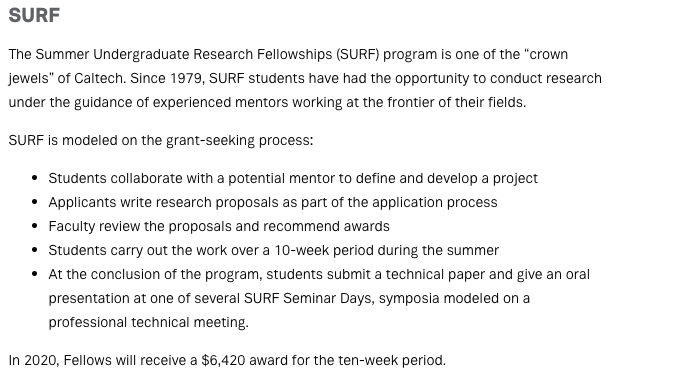 SURF
The Summer Undergraduate Research Fellowships (SURF) program is one of the “crown
jewels” of Caltech. Since 1979, SURF students have had the opportunity to conduct research
under the guidance of experienced mentors working at the frontier of their fields.
SURF is modeled on the grant-seeking process:
• Students collaborate with a potential mentor to define and develop a project
• Applicants write research proposals as part of the application process
• Faculty review the proposals and recommend awards
• Students carry out the work over a 10-week period during the summer
• At the conclusion of the program, students submit a technical paper and give an oral
presentation at one of several SURF Seminar Days, symposia modeled on a
professional technical meeting.
In 2020, Fellows will receive a $6,420 award for the ten-week period.